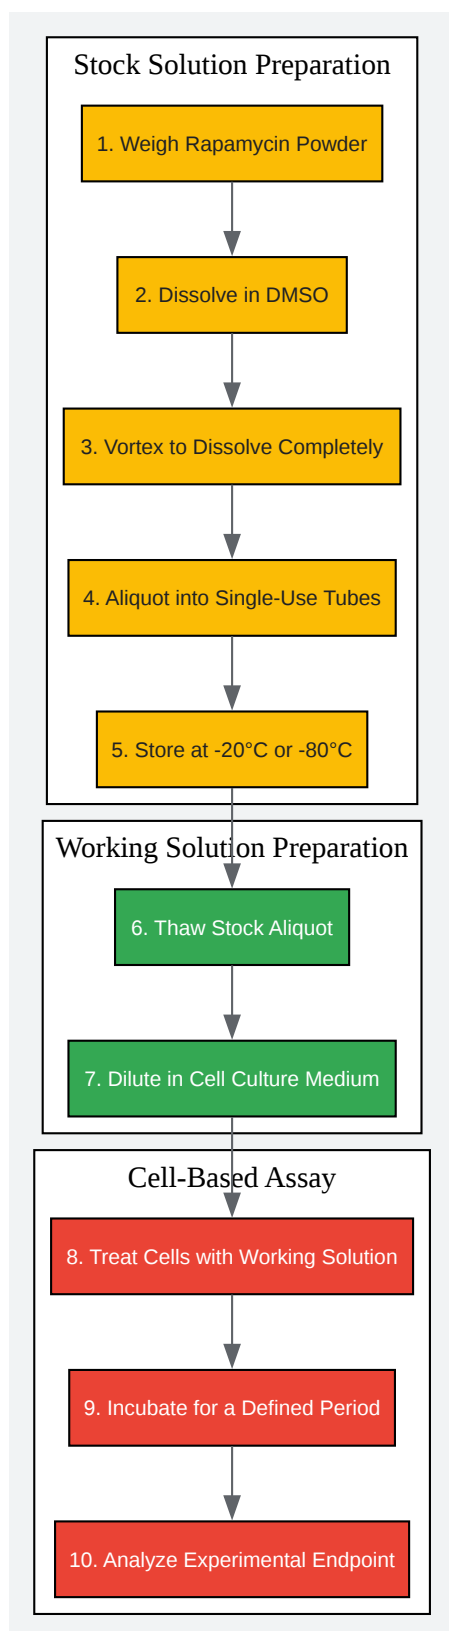 Stock Solution Preparation
1. Weigh Rapamycin Powder
2. Dissolve in DMSO
3. Vortex to Dissolve Completely
4. Aliquot into Single-Use Tubes
5. Store at -20°C or -80°C
Working Solution Preparation
6. Thaw Stock Aliquot
7. Dilute in Cell Culture Medium
Cell-Based Assay
8. Treat Cells with Working Solution
9. Incubate for a Defined Period
10. Analyze Experimental Endpoint